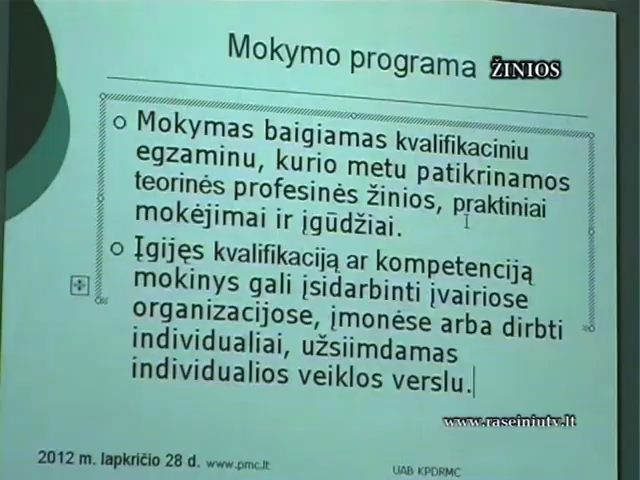 Mokymo programa
ŽINIOS
Mokymas baigiamas kvalifikaciniu
egzaminu, kurio metu patikrinamos
teorinės profesinės žinios, praktiniai
mokėjimai ir įgūdžiai.
Įgijęs kvalifikaciją ar kompetenciją
mokinys gali įsidarbinti įvairiose
organizacijose, įmonėse arba dirbti
individualiai, užsiimdamas
individualios veiklos verslu.
www.raseiniutv.lt
2012 m. lapkričio 28 d. www.pmc.lt
UAB KPDRMC